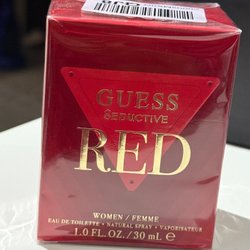 GUESS
SEDUCTIVE
RED
WOMEN / FEMME
EAU DE TOILETTE • NATURAL SPRAY • VAPORISATEUR
1.0 FL.OZ./30 mL e